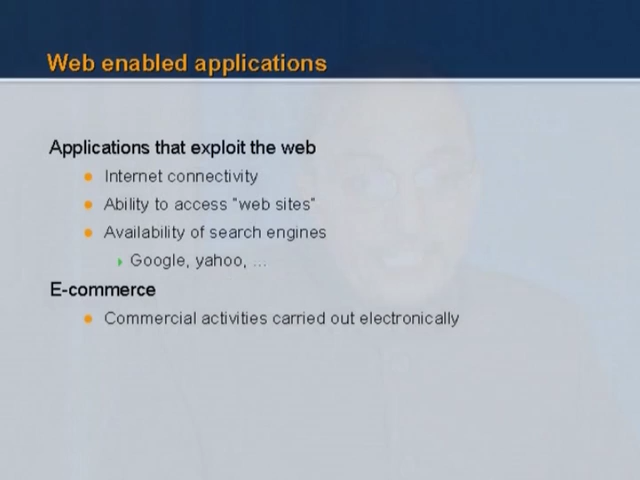 Web enabled applications
Applications that exploit the web
Internet connectivity
Ability to access "web sites"
Availability of search engines
Google, yahoo, ...
E-commerce
Commercial activities carried out electronically